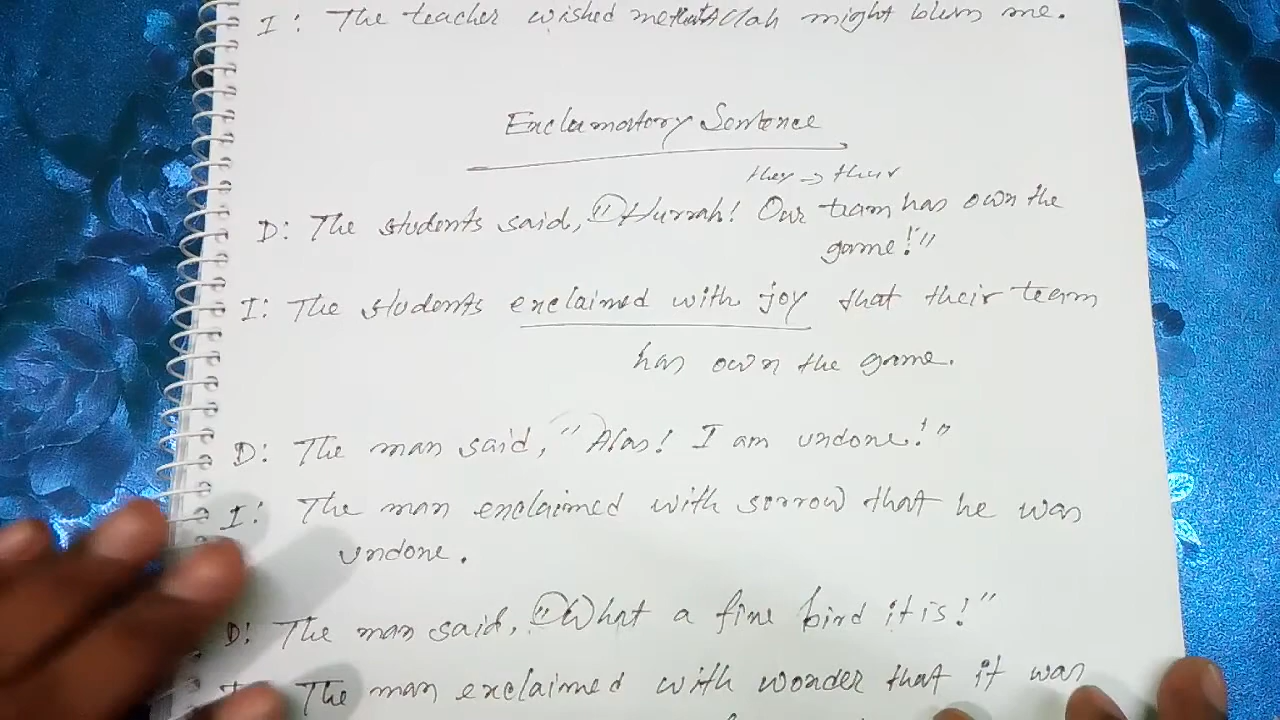 I: The teacher wished me that Allah might bless me.
Exclamatory Sentence
they → their
D: The students said, "Hurrah! Our team has own the
game!"
I: The students exclaimed with joy that their team
has own the game.
D: The man said, "Alas! I am undone!"
I: The man exclaimed with sorrow that he was
undone.
D: The man said, "What a fine bird it is!"
I: The man exclaimed with wonder that it was